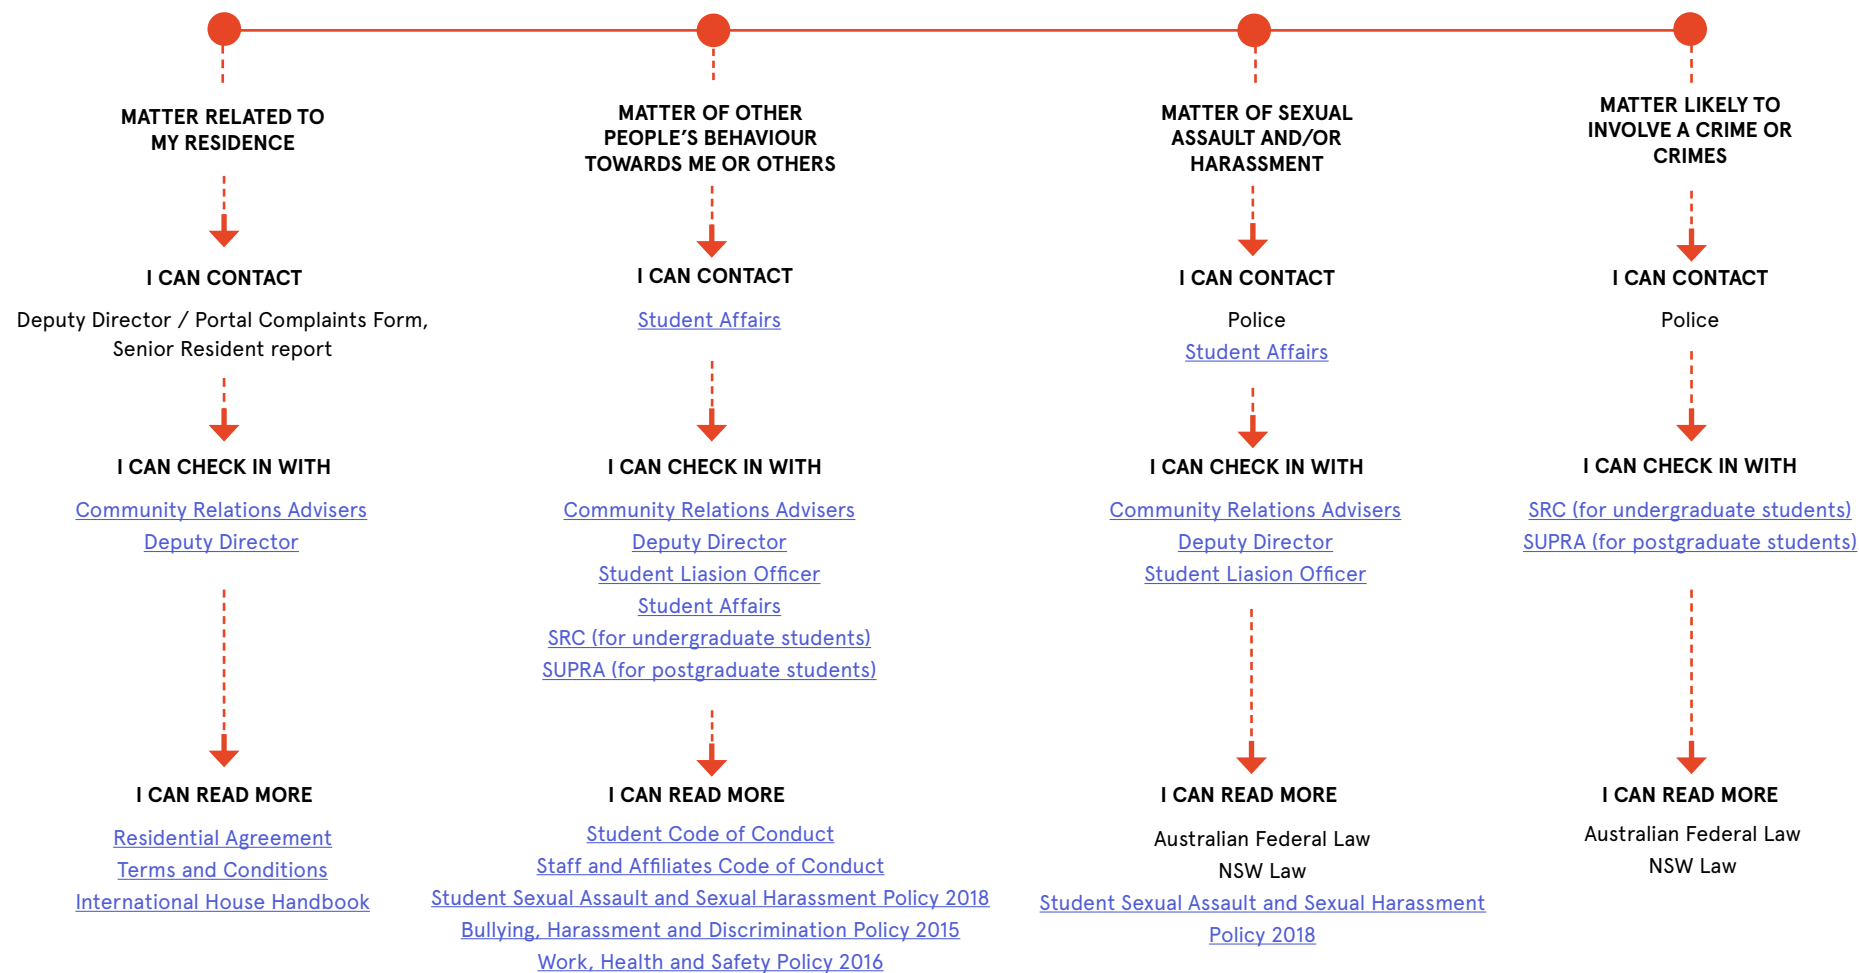 MATTER RELATED TO
MY RESIDENCE
I CAN CONTACT
Deputy Director / Portal Complaints Form,
Senior Resident report
I CAN CHECK IN WITH
Community Relations Advisers
Deputy Director
I CAN READ MORE
Residential Agreement
Terms and Conditions
International House Handbook
MATTER OF OTHER
PEOPLE'S BEHAVIOUR
TOWARDS ME OR OTHERS
I CAN CONTACT
Student Affairs
I CAN CHECK IN WITH
Community Relations Advisers
Deputy Director
Student Liasion Officer
Student Affairs
SRC (for undergraduate students)
SUPRA (for postgraduate students)
I CAN READ MORE
Student Code of Conduct
Staff and Affiliates Code of Conduct
Student Sexual Assault and Sexual Harassment Policy 2018
Bullying, Harassment and Discrimination Policy 2015
Work, Health and Safety Policy 2016
MATTER OF SEXUAL
ASSAULT AND/OR
HARASSMENT
I CAN CONTACT
Police
Student Affairs
I CAN CHECK IN WITH
Community Relations Advisers
Deputy Director
Student Liasion Officer
I CAN READ MORE
Australian Federal Law
NSW Law
Student Sexual Assault and Sexual Harassment
Policy 2018
MATTER LIKELY TO
INVOLVE A CRIME OR
CRIMES
I CAN CONTACT
Police
I CAN CHECK IN WITH
SRC (for undergraduate students)
SUPRA (for postgraduate students)
I CAN READ MORE
Australian Federal Law
NSW Law